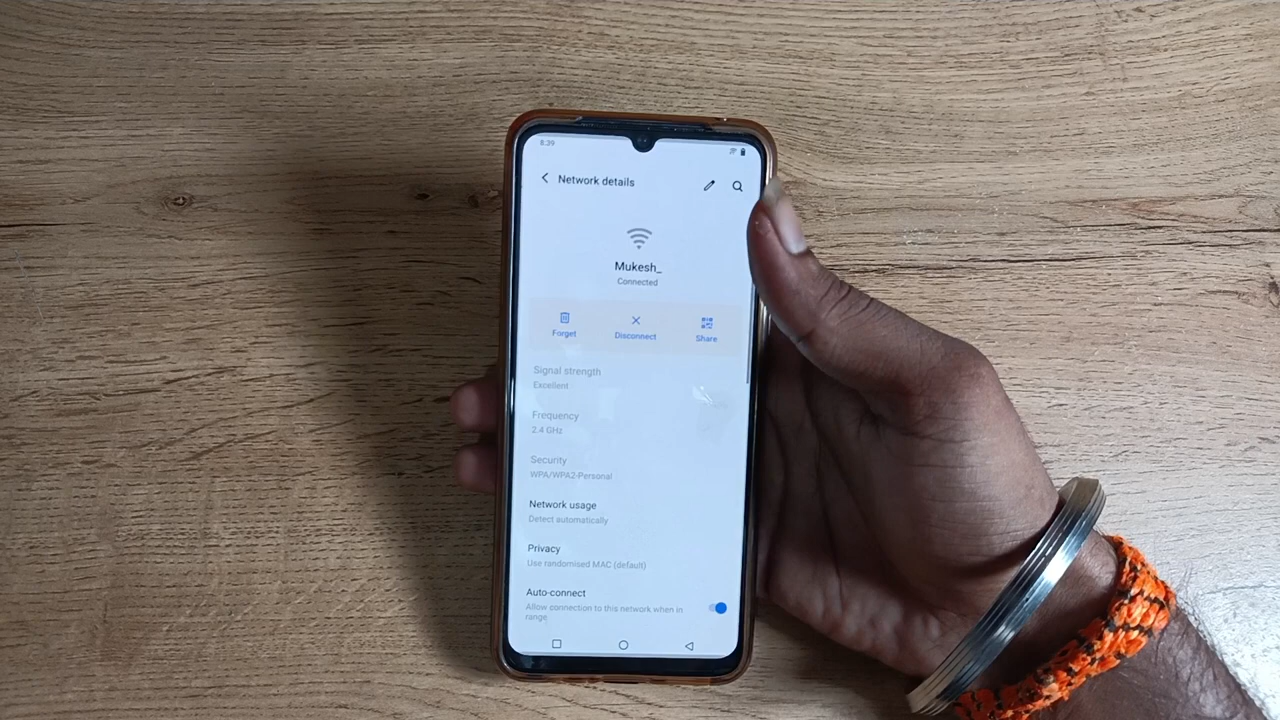 8:39
Network details
Mukesh_
Connected
Forget
Disconnect
Share
Signal strength
Excellent
Frequency
2.4 GHz
Security
WPA/WPA2-Personal
Network usage
Detect automatically
Privacy
Use randomised MAC (default)
Auto-connect
Allow connection to this network when in
range